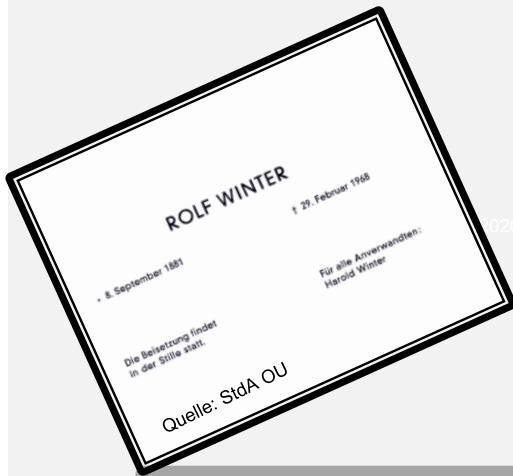 ROLF WINTER
* 8. September 1881
† 29. Februar 1968
Die Beisetzung findet
in der Stille statt.
Für alle Anverwandten:
Harold Winter
Quelle: StdA OU
202